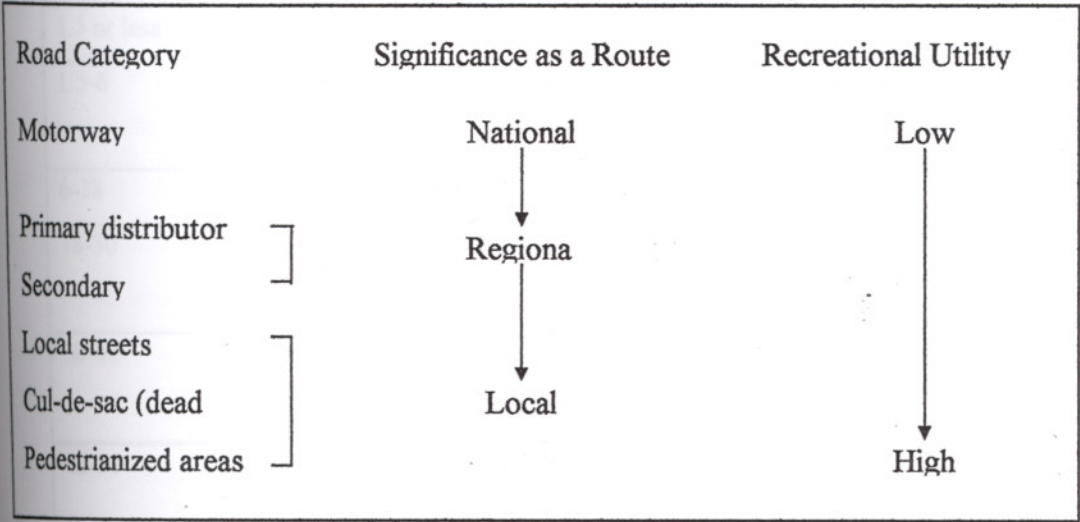 Road Category Significance as a Route Recreational Utility
Motorway National Low
Primary distributor
Regiona
Secondary
Local streets
Cul-de-sac (dead Local
Pedestrianized areas High